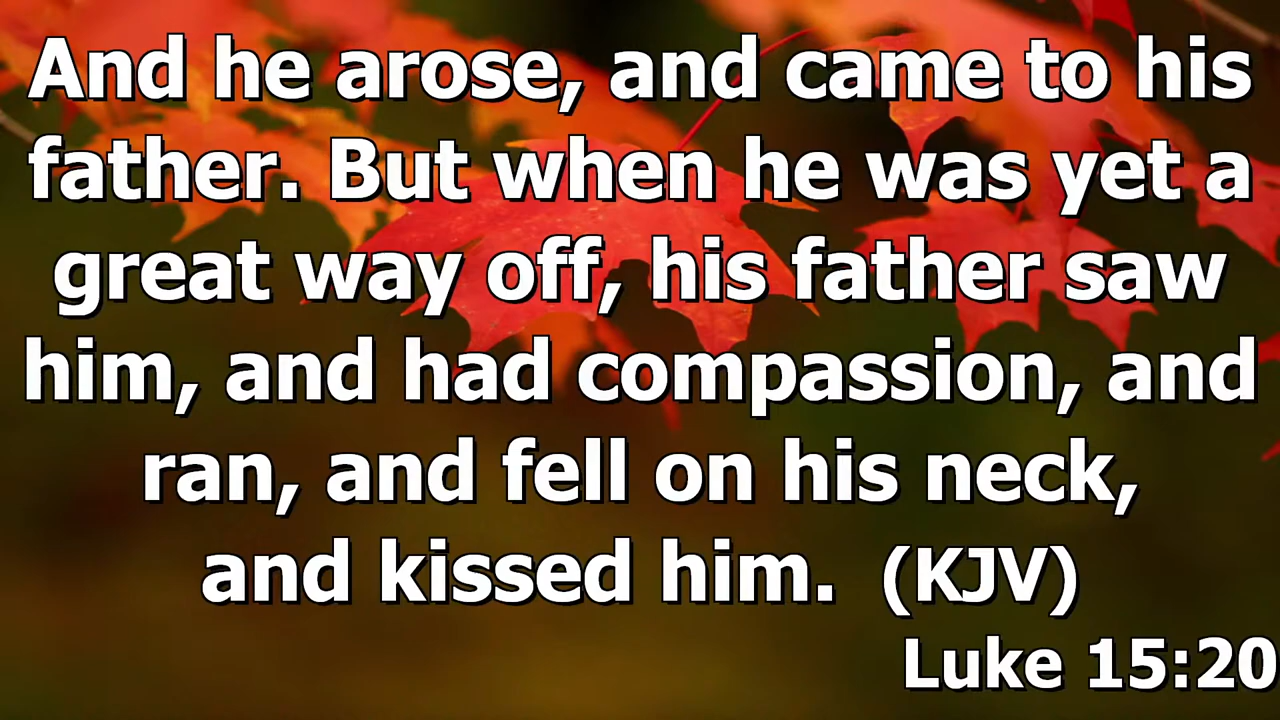 And he arose, and came to his
father. But when he was yet a
great way off, his father saw
him, and had compassion, and
ran, and fell on his neck,
and kissed him.  (KJV)
Luke 15:20